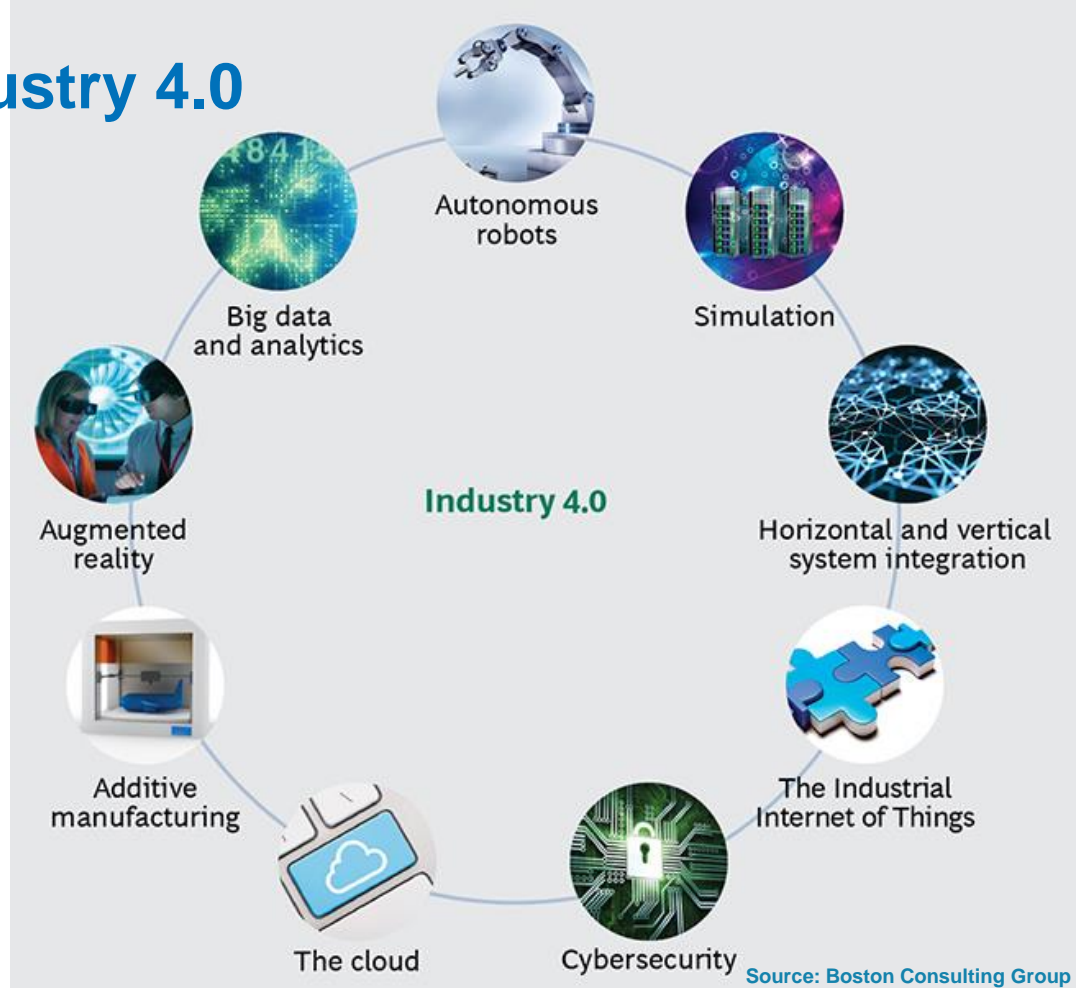 ustry 4.0
Autonomous
robots
Simulation
Horizontal and vertical
system integration
The Industrial
Internet of Things
Cybersecurity
The cloud
Additive
manufacturing
Augmented
reality
Big data
and analytics
Industry 4.0
Source: Boston Consulting Group